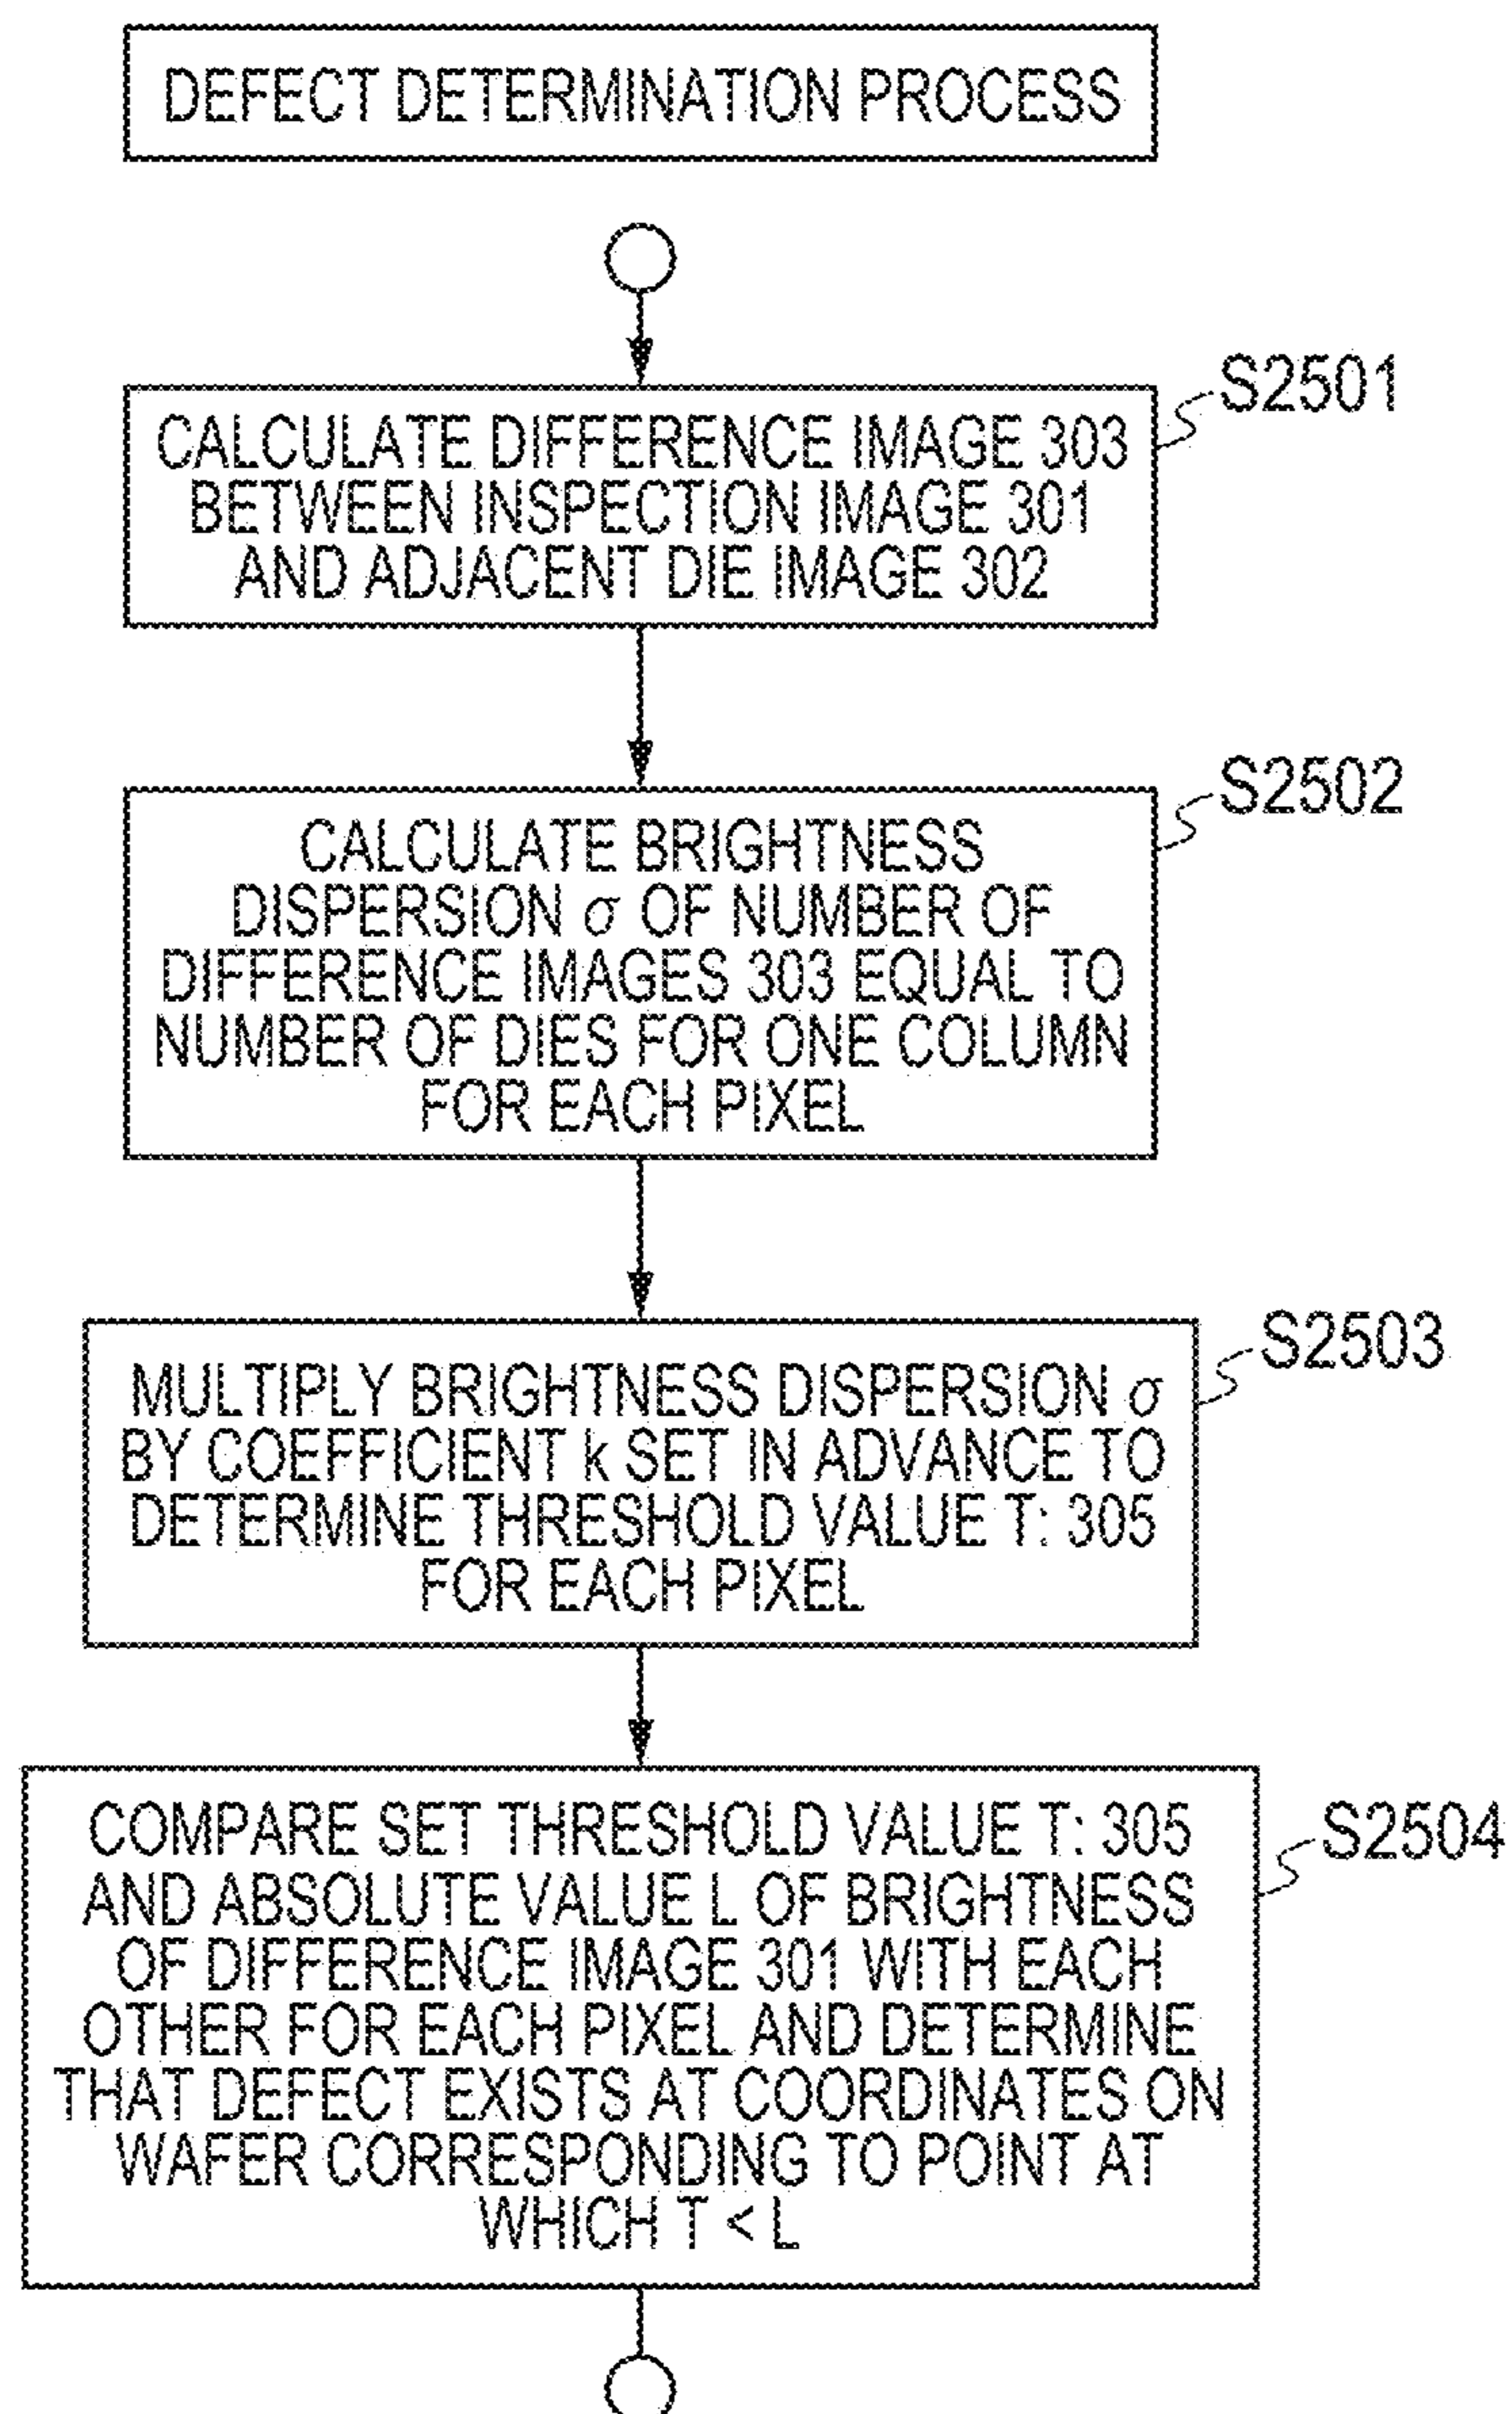 DEFECT DETERMINATION PROCESS
S2501
CALCULATE DIFFERENCE IMAGE 303
BETWEEN INSPECTION IMAGE 301
AND ADJACENT DIE IMAGE 302
S2502
CALCULATE BRIGHTNESS
DISPERSION σ OF NUMBER OF
DIFFERENCE IMAGES 303 EQUAL TO
NUMBER OF DIES FOR ONE COLUMN
FOR EACH PIXEL
S2503
MULTIPLY BRIGHTNESS DISPERSION σ
BY COEFFICIENT k SET IN ADVANCE TO
DETERMINE THRESHOLD VALUE T: 305
FOR EACH PIXEL
S2504
COMPARE SET THRESHOLD VALUE T: 305
AND ABSOLUTE VALUE L OF BRIGHTNESS
OF DIFFERENCE IMAGE 301 WITH EACH
OTHER FOR EACH PIXEL AND DETERMINE
THAT DEFECT EXISTS AT COORDINATES ON
WAFER CORRESPONDING TO POINT AT
WHICH T < L